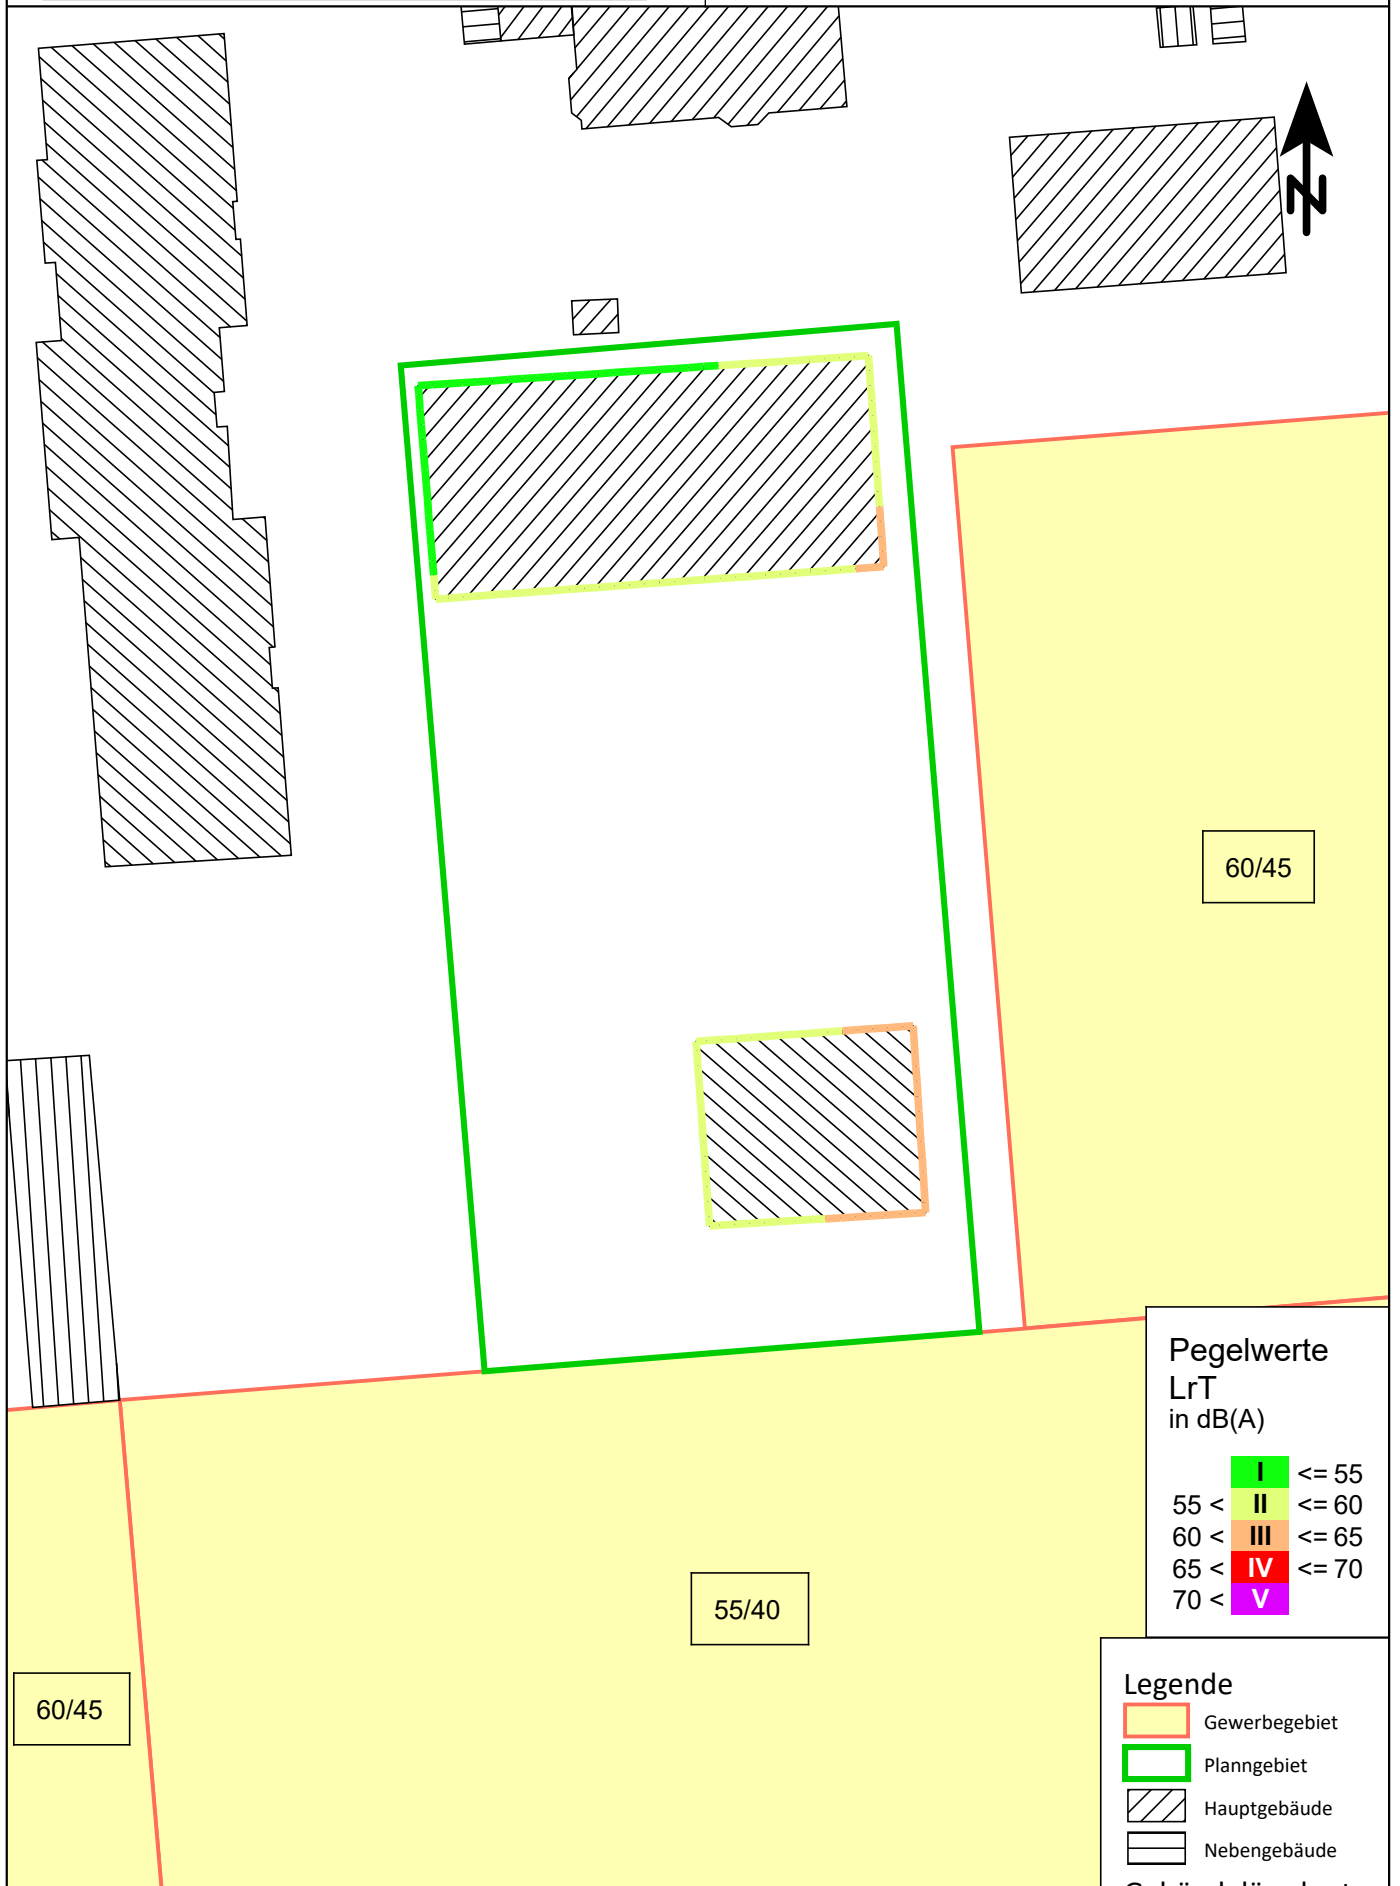 N
60/45
Pegelwerte
LrT
in dB(A)
I <= 55
55 < II <= 60
60 < III <= 65
65 < IV <= 70
70 < V
55/40
60/45
Legende
Gewerbegebiet
Planngebiet
Hauptgebäude
Nebengebäude